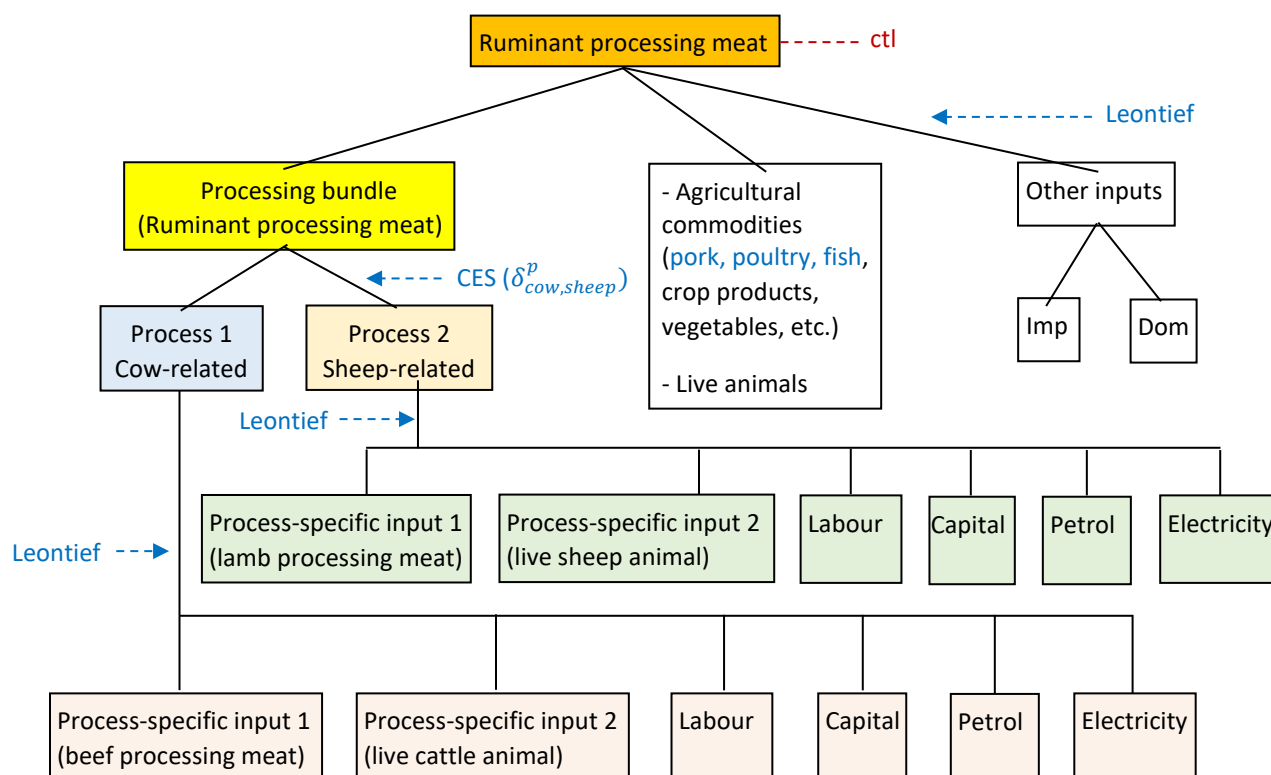 Ruminant processing meat
ctl
Leontief
Processing bundle
(Ruminant processing meat)
- Agricultural
commodities
(pork, poultry, fish,
crop products,
vegetables, etc.)
- Live animals
Other inputs
CES (δ^p_{cow,sheep})
Imp
Dom
Process 1
Cow-related
Process 2
Sheep-related
Leontief
Process-specific input 1
(lamb processing meat)
Process-specific input 2
(live sheep animal)
Labour
Capital
Petrol
Electricity
Leontief
Process-specific input 1
(beef processing meat)
Process-specific input 2
(live cattle animal)
Labour
Capital
Petrol
Electricity